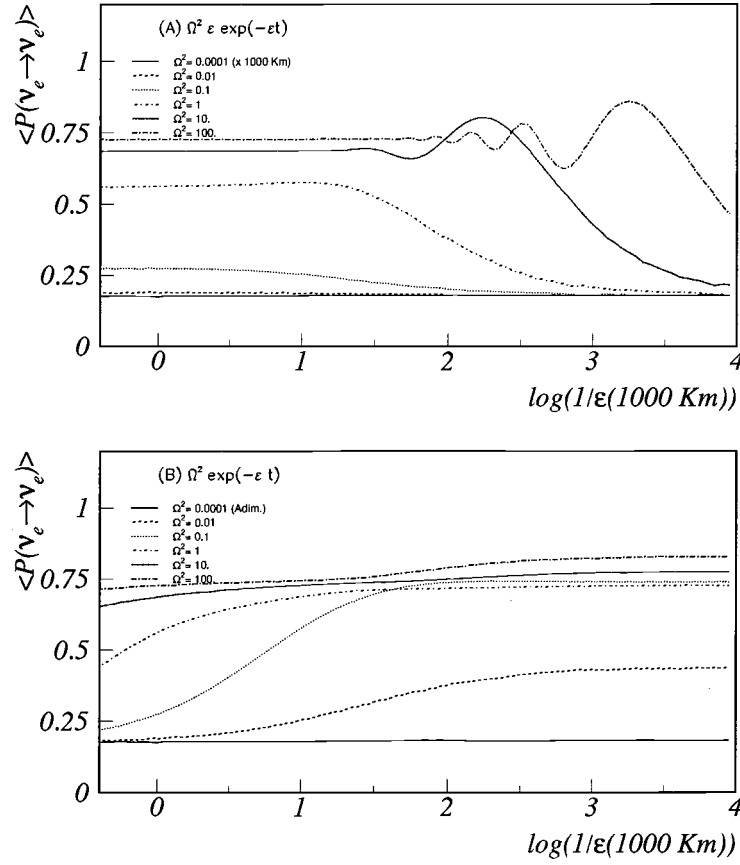 (A) Ω² ε exp(−εt)
Ω²= 0.0001 (x 1000 Km)
Ω²= 0.01
Ω²= 0.1
Ω²= 1
Ω²= 10.
Ω²= 100.
<P(νe→νe)>
1
0.75
0.5
0.25
0
0 1 2 3 4
log(1/ε(1000 Km))
(B) Ω² exp(−ε t)
Ω²= 0.0001 (Adim.)
Ω²= 0.01
Ω²= 0.1
Ω²= 1
Ω²= 10.
Ω²= 100.
<P(νe→νe)>
1
0.75
0.5
0.25
0
0 1 2 3 4
log(1/ε(1000 Km))